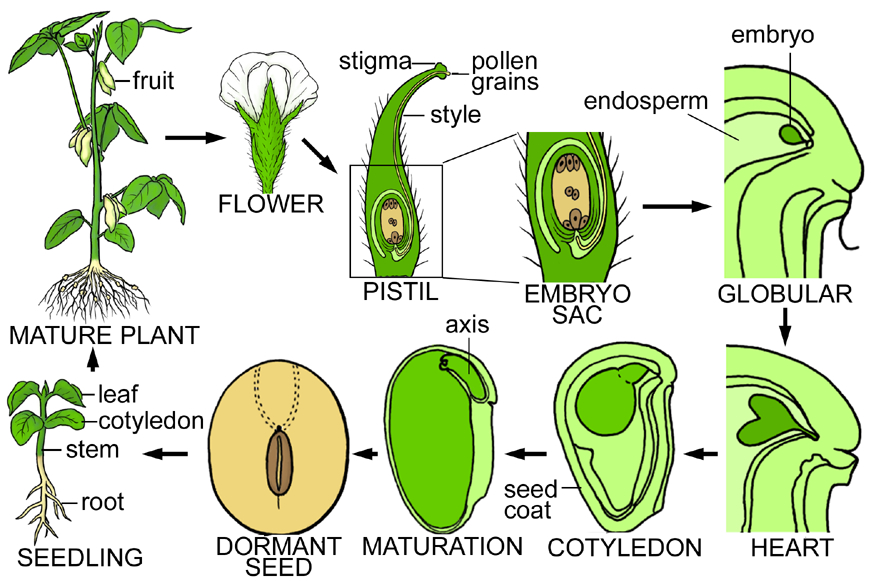 fruit
MATURE PLANT
FLOWER
stigma
pollen
grains
style
PISTIL
EMBRYO
SAC
embryo
endosperm
GLOBULAR
HEART
seed
coat
COTYLEDON
axis
MATURATION
DORMANT
SEED
leaf
cotyledon
stem
root
SEEDLING